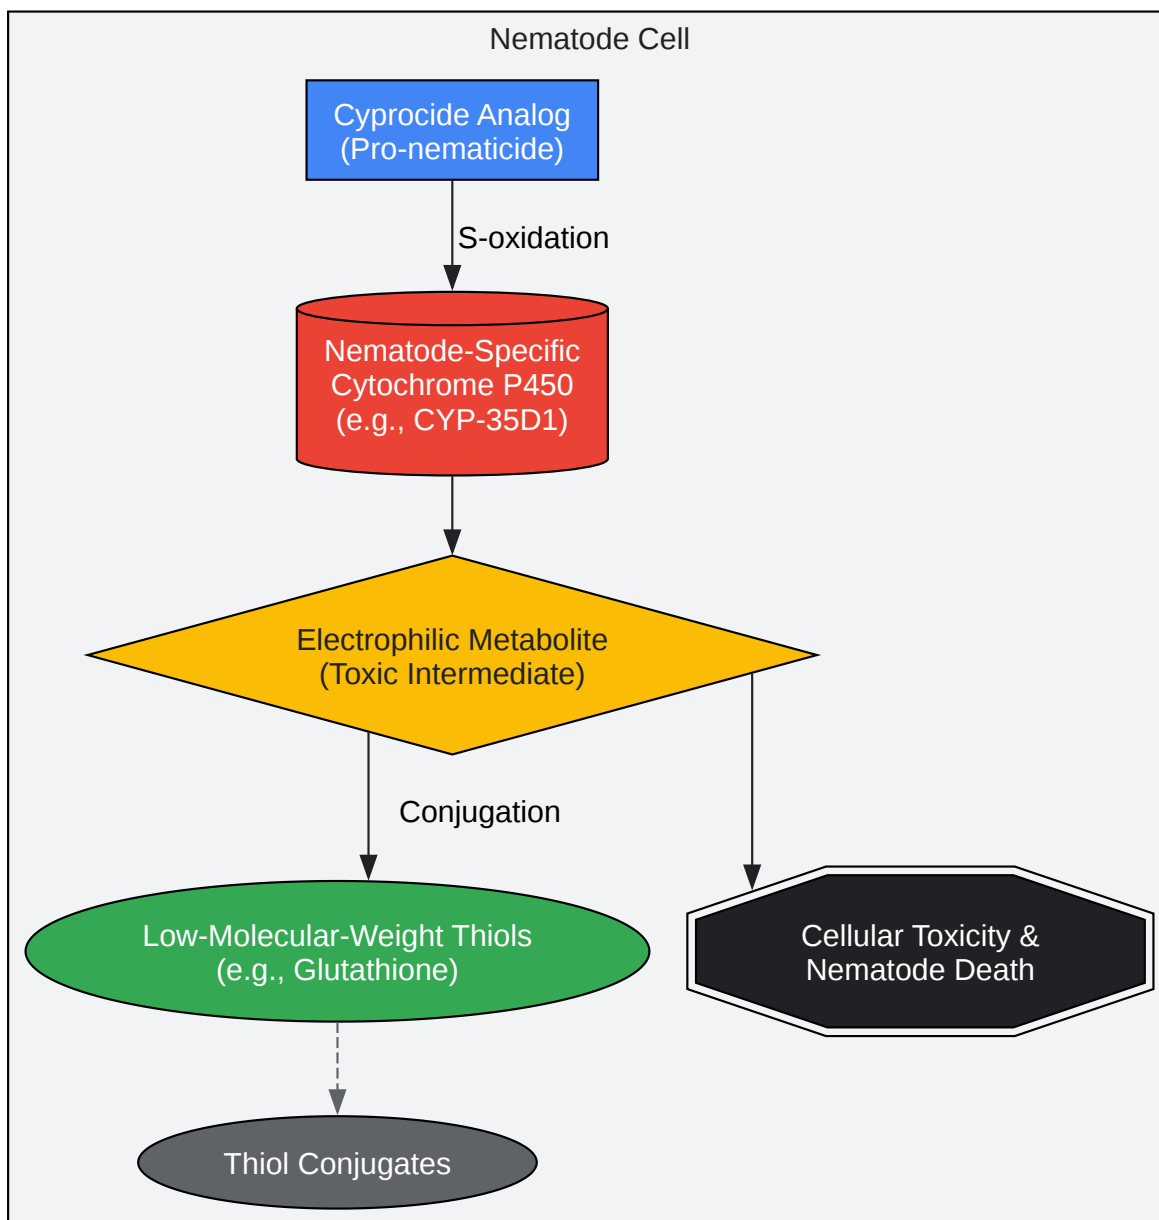 Nematode Cell
Cyprocide Analog
(Pro-nematicide)
S-oxidation
Nematode-Specific
Cytochrome P450
(e.g., CYP-35D1)
Electrophilic Metabolite
(Toxic Intermediate)
Conjugation
Low-Molecular-Weight Thiols
(e.g., Glutathione)
Cellular Toxicity &
Nematode Death
Thiol Conjugates